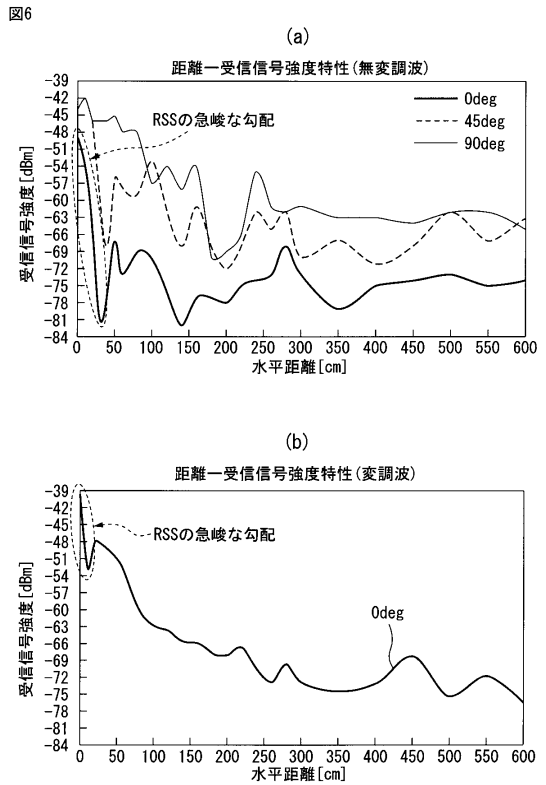 図6
(a)
距離ー受信信号強度特性(無変調波)
-39
-42
-45
-48
-51
-54
-57
-60
-63
-66
-69
-72
-75
-78
-81
-84
受信信号強度[dBm]
RSSの急峻な勾配
0deg
45deg
90deg
0 50 100 150 200 250 300 350 400 450 500 550 600
水平距離[cm]
(b)
距離ー受信信号強度特性(変調波)
-39
-42
-45
-48
-51
-54
-57
-60
-63
-66
-69
-72
-75
-78
-81
-84
受信信号強度[dBm]
RSSの急峻な勾配
0deg
0 50 100 150 200 250 300 350 400 450 500 550 600
水平距離[cm]